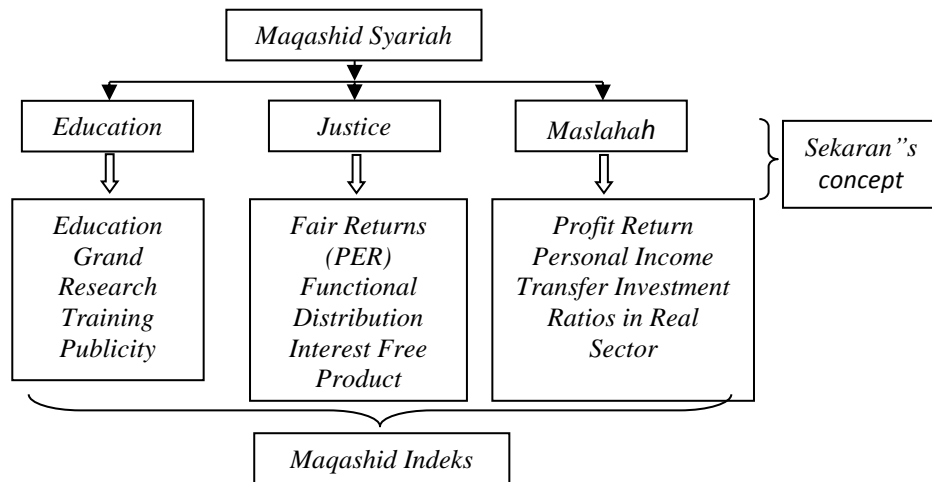 Maqashid Syariah
Education
Justice
Maslahah
Sekaran”s
concept
Education
Grand
Research
Training
Publicity
Fair Returns
(PER)
Functional
Distribution
Interest Free
Product
Profit Return
Personal Income
Transfer Investment
Ratios in Real
Sector
Maqashid Indeks